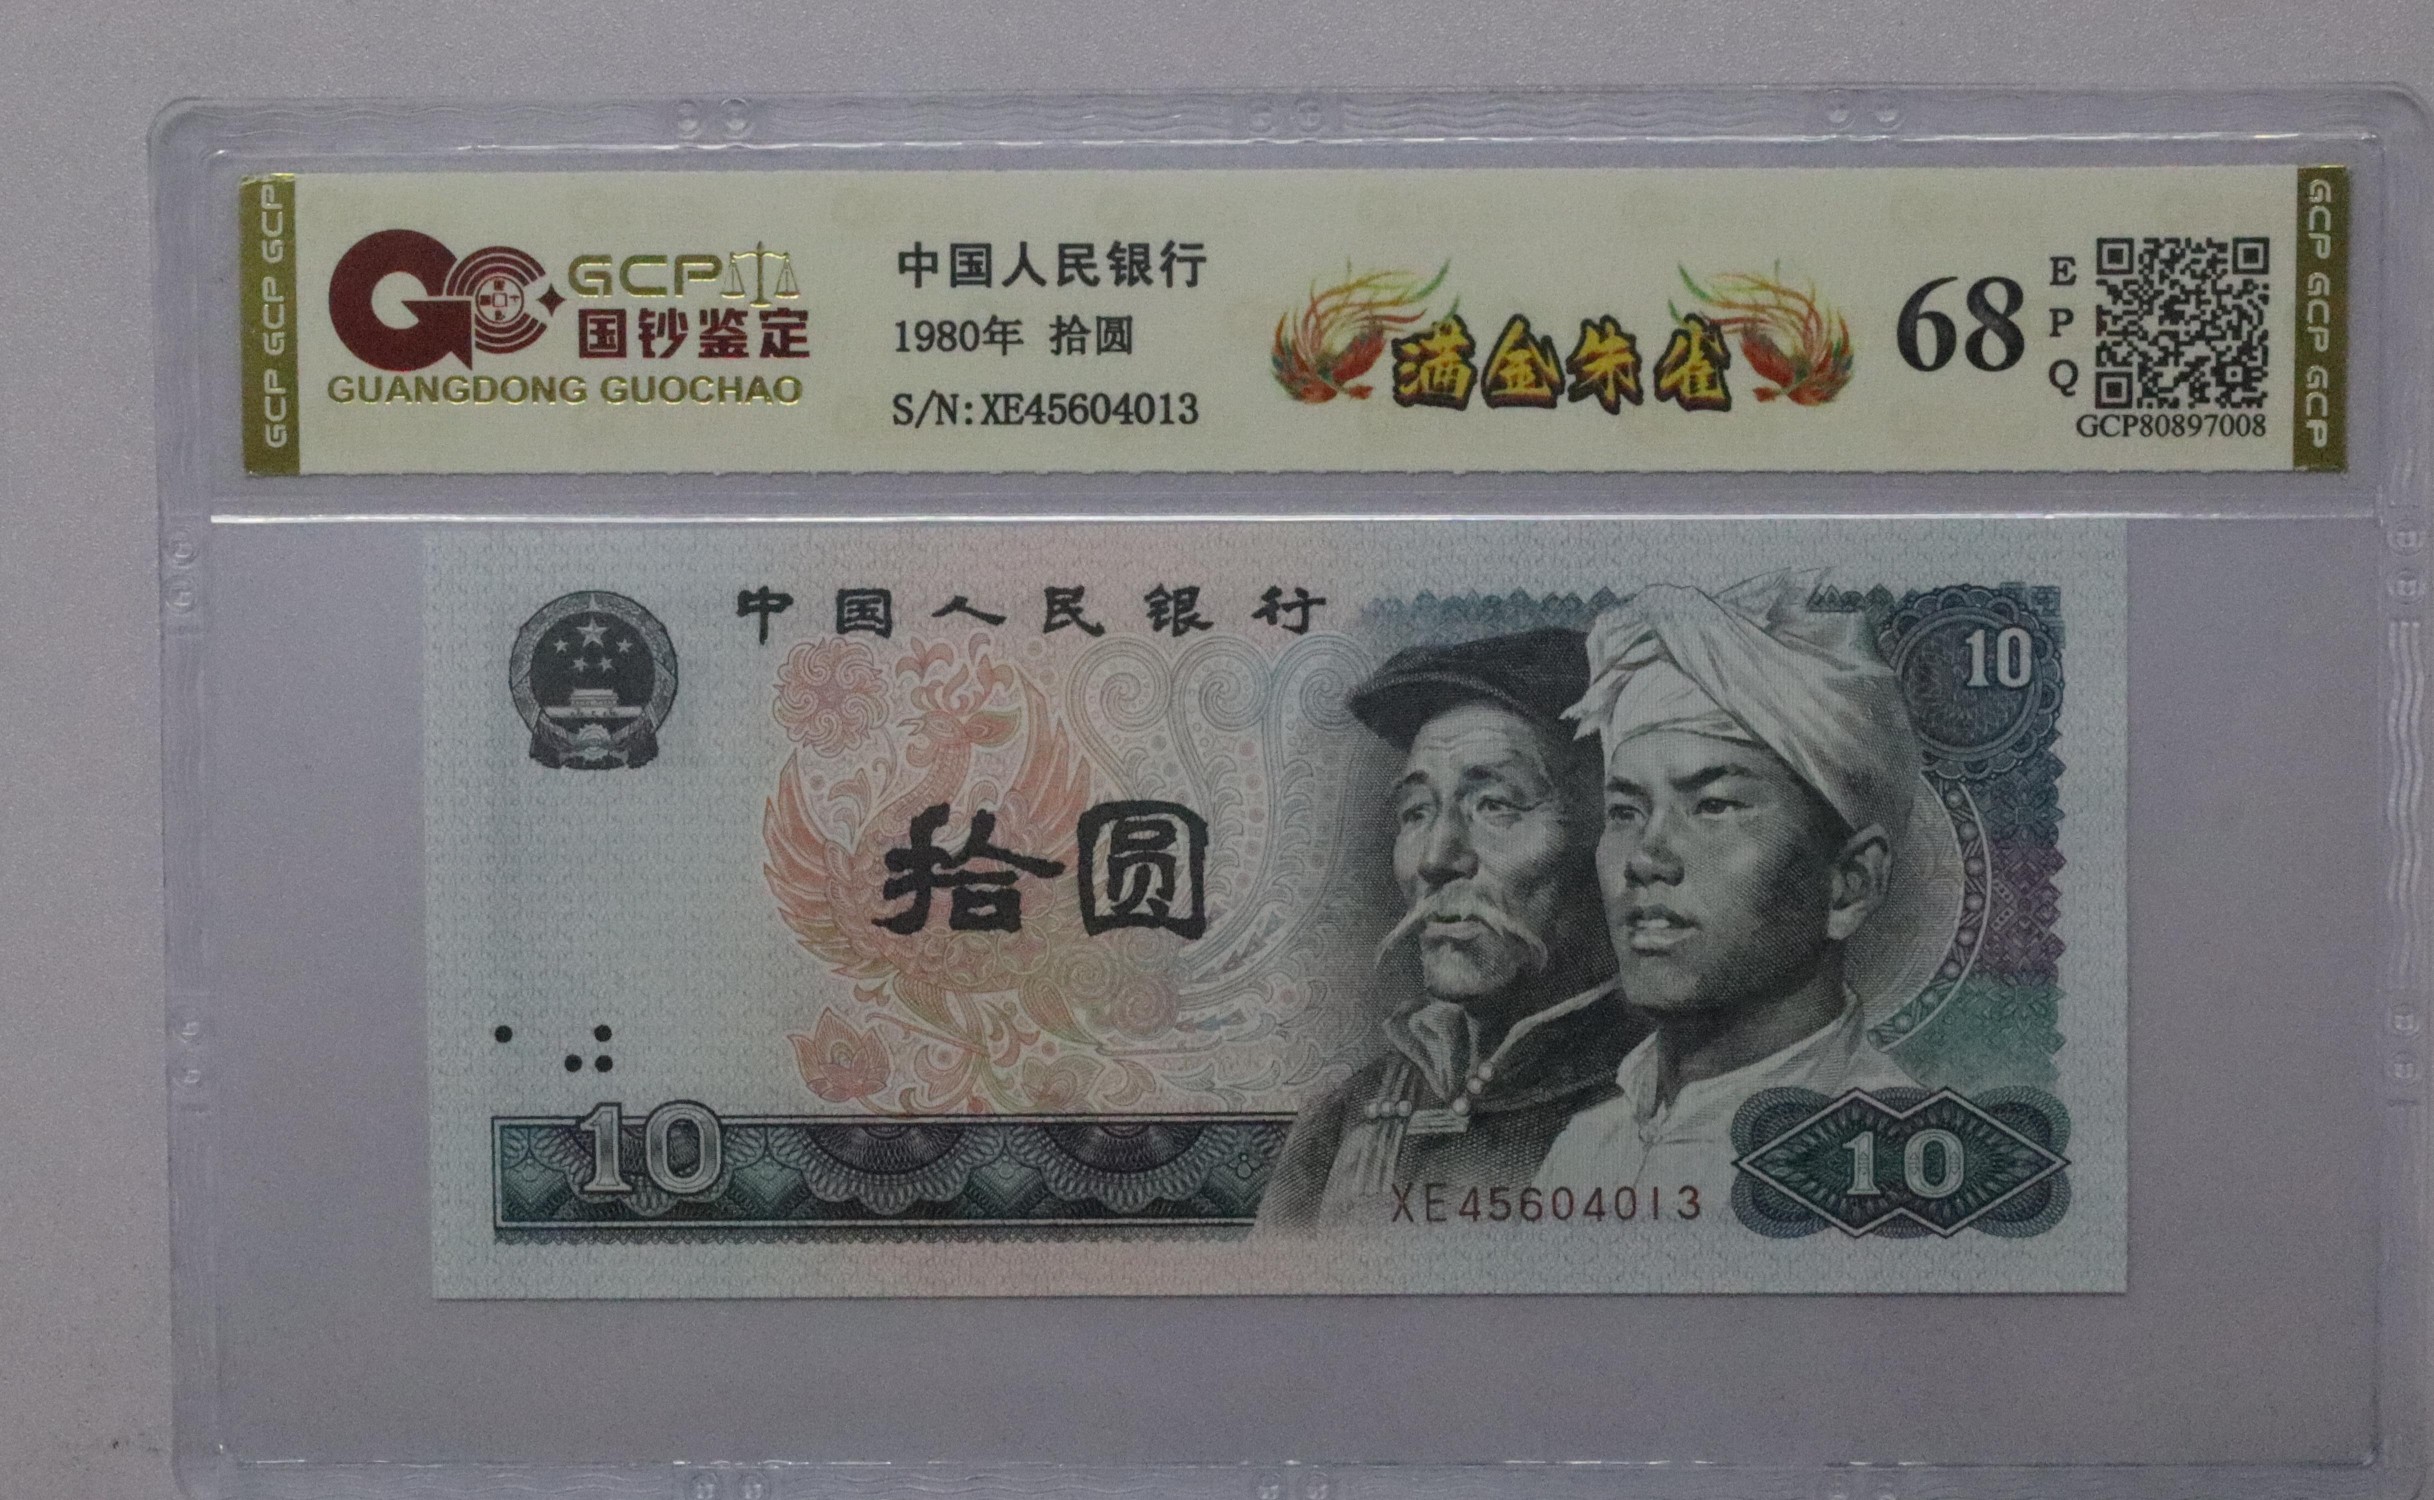 GCP GCP GCP
GCP
国钞鉴定
GUANGDONG GUOCHAO
中国人民银行
1980年 拾圆
S/N:XE45604013
满金朱雀
68
EPQ
GCP80897008
GCP GCP GCP
中国人民银行
10
拾圆
10
XE45604013
10